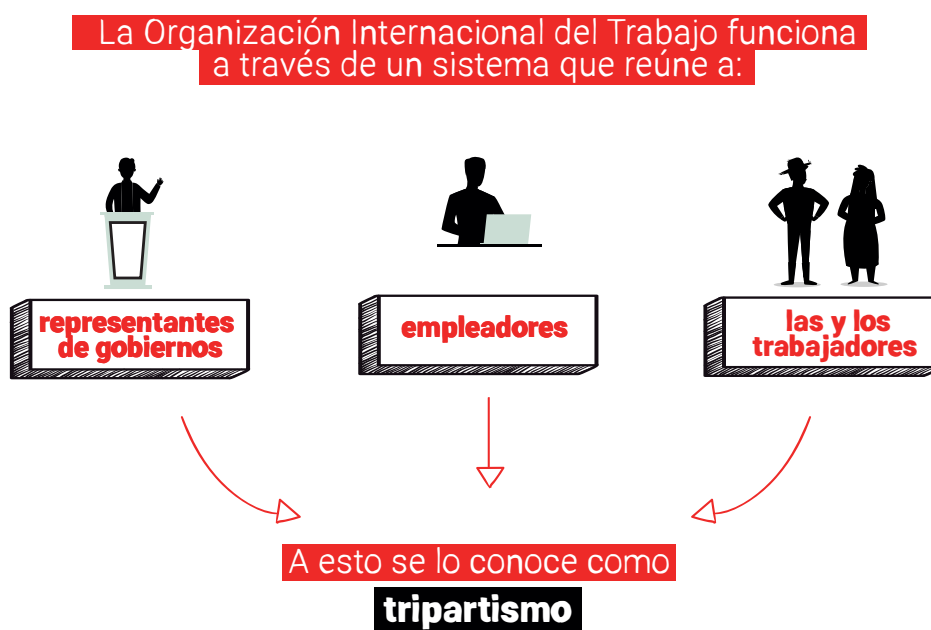 La Organización Internacional del Trabajo funciona
a través de un sistema que reúne a:
representantes
de gobiernos
empleadores
las y los
trabajadores
A esto se lo conoce como
tripartismo